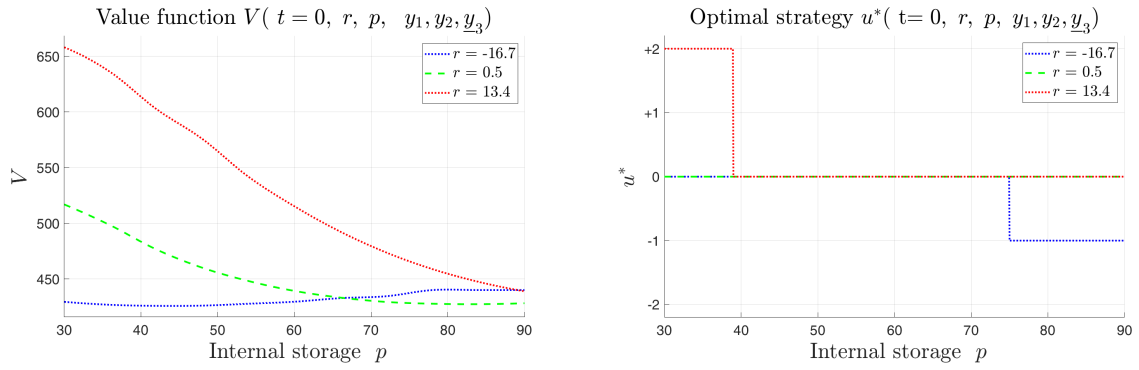 Value function V( t = 0, r, p, y₁, y₂, y̲₃)
V
650
600
550
500
450
30 40 50 60 70 80 90
Internal storage p
r = -16.7
r = 0.5
r = 13.4
Optimal strategy u*( t= 0, r, p, y₁, y₂, y̲₃)
u*
+2
+1
0
-1
-2
30 40 50 60 70 80 90
Internal storage p
r = -16.7
r = 0.5
r = 13.4